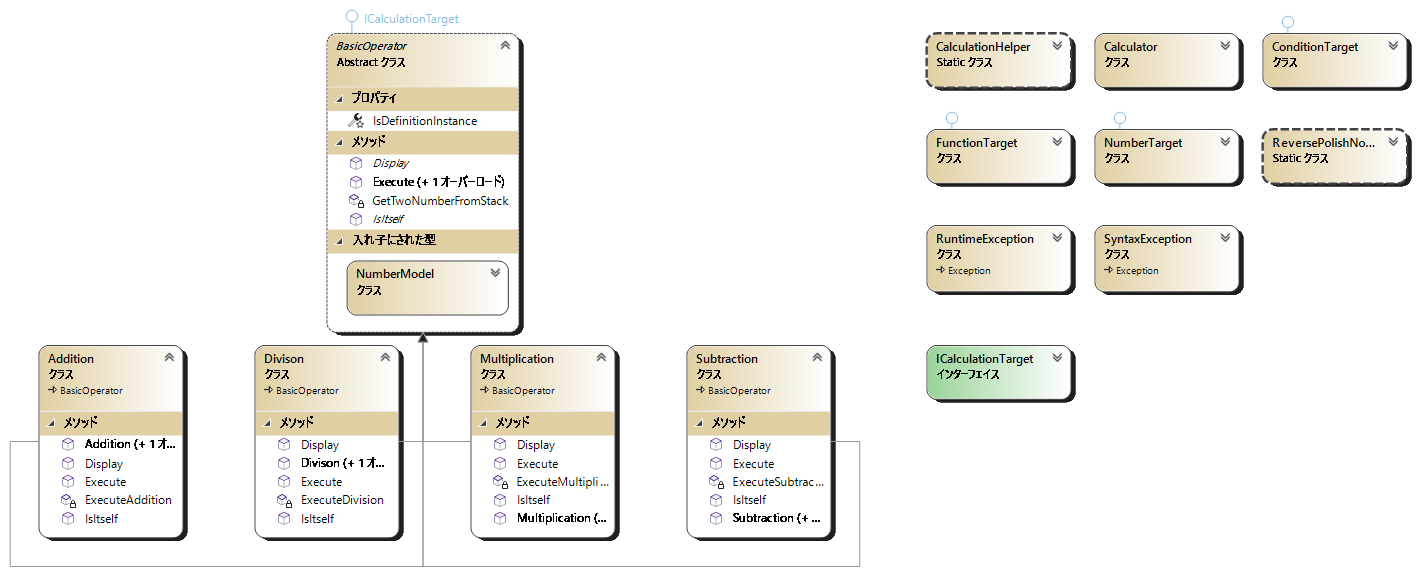 ICalculationTarget
BasicOperator
Abstract クラス
プロパティ
IsDefinitionInstance
メソッド
Display
Execute (+ 1 オーバーロード)
GetTwoNumberFromStack
IsItself
入れ子にされた型
NumberModel
クラス
Addition
クラス
BasicOperator
メソッド
Addition (+ 1 オ...
Display
Execute
ExecuteAddition
IsItself
Divison
クラス
BasicOperator
メソッド
Display
Divison (+ 1 オ...
Execute
ExecuteDivision
IsItself
Multiplication
クラス
BasicOperator
メソッド
Display
Execute
ExecuteMultipli...
IsItself
Multiplication (...
Subtraction
クラス
BasicOperator
メソッド
Display
Execute
ExecuteSubtrac...
IsItself
Subtraction (+ ...
CalculationHelper
Static クラス
Calculator
クラス
ConditionTarget
クラス
FunctionTarget
クラス
NumberTarget
クラス
ReversePolishNo...
Static クラス
RuntimeException
クラス
Exception
SyntaxException
クラス
Exception
ICalculationTarget
インターフェイス